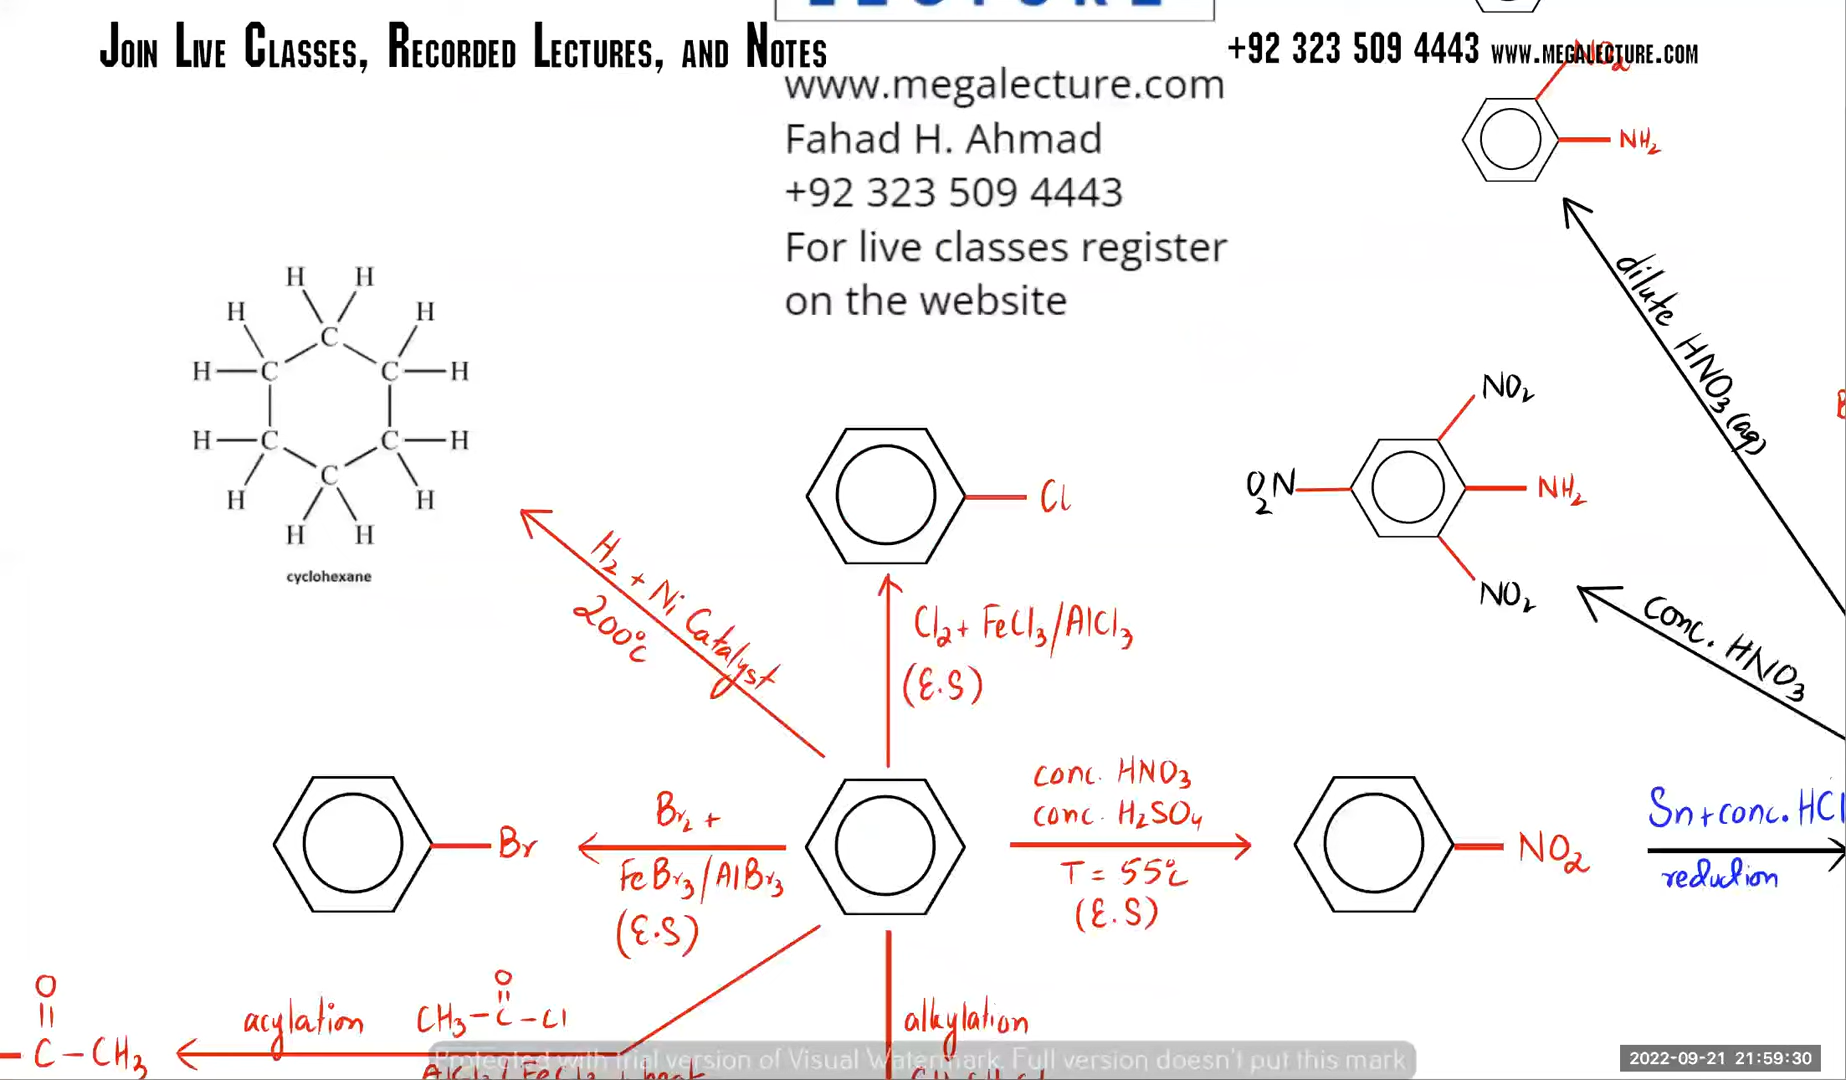 LECTURE
JOIN LIVE CLASSES, RECORDED LECTURES, AND NOTES
+92 323 509 4443 WWW.MEGALECTURE.COM
www.megalecture.com
Fahad H. Ahmad
+92 323 509 4443
For live classes register
on the website
NO2
NH2
dilute HNO3(aq)
H H
H H
C
H C C H
H C C H
C
H H
H H
cyclohexane
H2 + Ni Catalyst
200°C
Cl
Cl2 + FeCl3/AlCl3
(E.S)
NO2
O2N
NH2
NO2
conc. HNO3
Br
Br2 +
FeBr3/AlBr3
(E.S)
conc. HNO3
conc. H2SO4
T = 55°C
(E.S)
NO2
Sn + conc. HCl
reduction
O
C-CH3
acylation
O
CH3-C-Cl
alkylation
Protected with trial version of Visual Watermark. Full version doesn't put this mark
2022-09-21 21:59:30